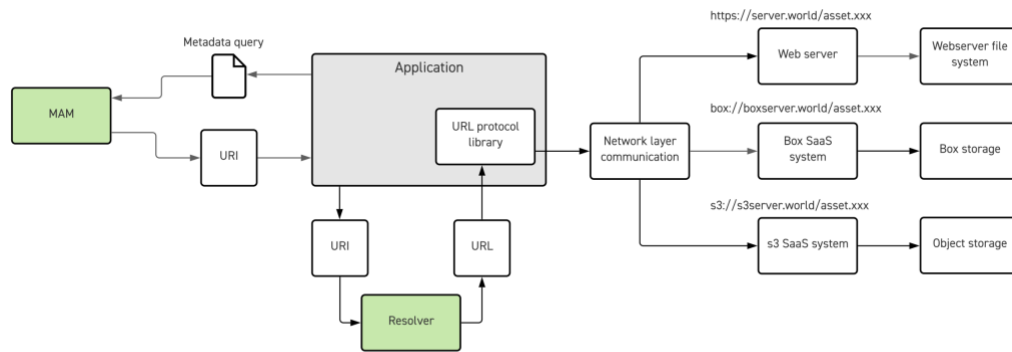 Metadata query
MAM
URI
Application
URL protocol
library
URI
URL
Resolver
Network layer
communication
https://server.world/asset.xxx
Web server
Webserver file
system
box://boxserver.world/asset.xxx
Box SaaS
system
Box storage
s3://s3server.world/asset.xxx
s3 SaaS system
Object storage